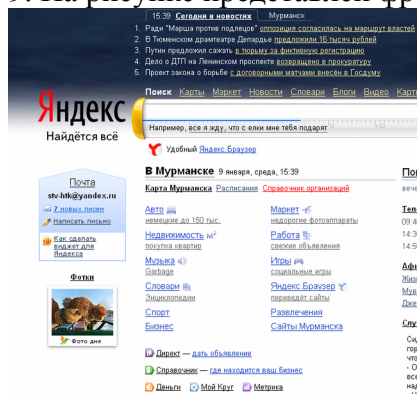 15:39 Сегодня в новостях Мурманск
1. Ради "Марша против подлецов" оппозиция согласилась на маршрут властей
2. В Тюменском драмтеатре Депардье предложили 16 тысяч рублей
3. Путин предложил сажать в тюрьму за фиктивную регистрацию
4. Дело о ДТП на Ленинском проспекте возвращено в прокуратуру
5. Проект закона о борьбе с договорными матчами внесён в Госдуму
Поиск Карты Маркет Новости Словари Блоги Видео Карт
Яндекс
Найдётся всё
Например, все я жду, что с елки мне тебя подарят
Удобный Яндекс.Браузер
Почта
stv-htk@yandex.ru
7 новых писем
Написать письмо
Как сделать
виджет для
Яндекса
Фотки
Фото дня
В Мурманске 9 января, среда, 15:39
Карта Мурманска Расписания Справочник организаций
Авто
немецкие до 150 тыс.
Недвижимость м²
покупка квартир
Музыка
Garbage
Словари
Энциклопедии
Спорт
Бизнес
Маркет
недорогие фотоаппараты
Работа
свежие объявления
Игры
социальные игры
Яндекс.Браузер
переведёт сайты
Развлечения
Сайты Мурманска
Директ — дать объявление
Справочник — где находится ваш бизнес
Деньги Мой Круг Метрика